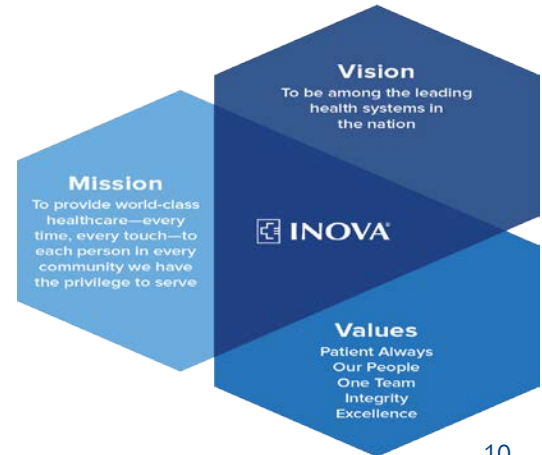 Vision
To be among the leading
health systems in
the nation
Mission
To provide world-class
healthcare—every
time, every touch—to
each person in every
community we have
the privilege to serve
INOVA®
Values
Patient Always
Our People
One Team
Integrity
Excellence
10